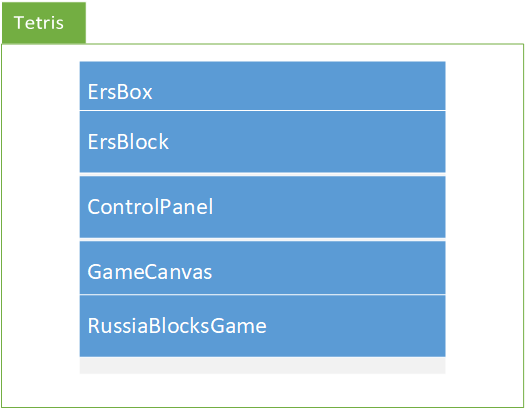 Tetris
ErsBox
ErsBlock
ControlPanel
GameCanvas
RussiaBlocksGame